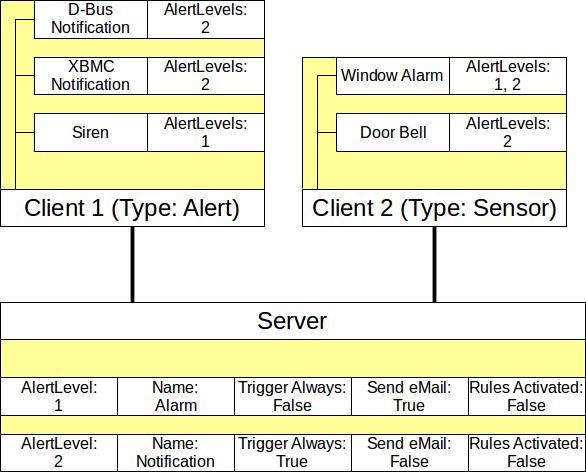 D-Bus
Notification
AlertLevels:
2
XBMC
Notification
AlertLevels:
2
Siren
AlertLevels:
1
Client 1 (Type: Alert)
Window Alarm
AlertLevels:
1, 2
Door Bell
AlertLevels:
2
Client 2 (Type: Sensor)
Server
AlertLevel:
1
Name:
Alarm
Trigger Always:
False
Send eMail:
True
Rules Activated:
False
AlertLevel:
2
Name:
Notification
Trigger Always:
True
Send eMail:
False
Rules Activated:
False